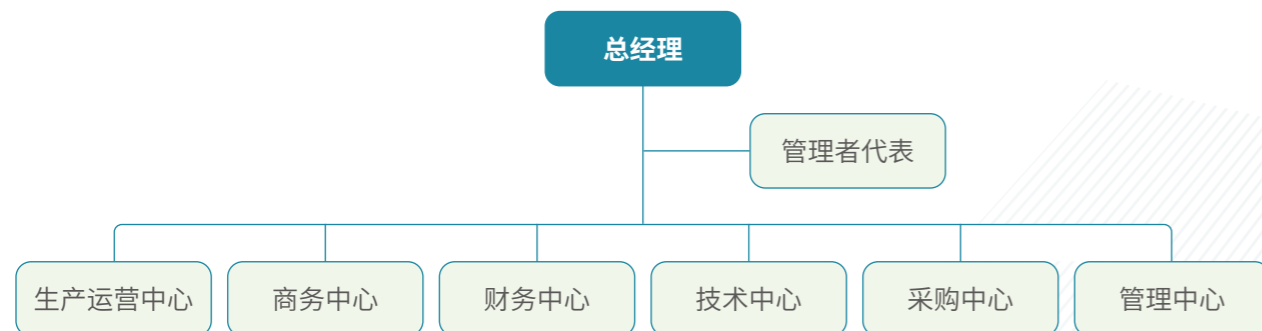 总经理
管理者代表
生产运营中心
商务中心
财务中心
技术中心
采购中心
管理中心